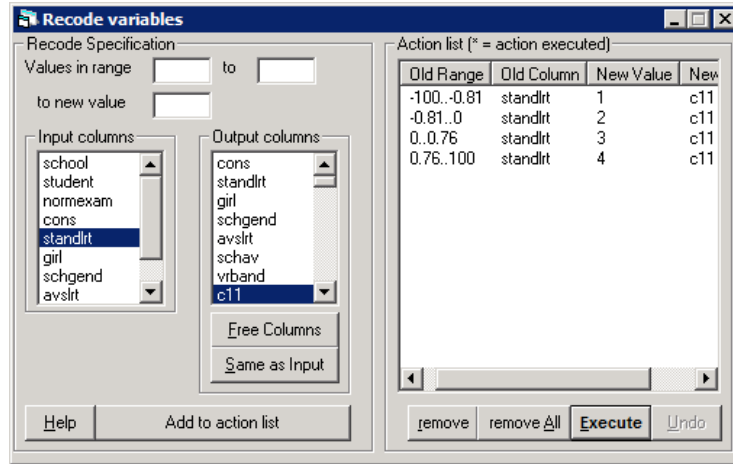 Recode variables
Recode Specification
Values in range to
to new value
Input columns
school
student
normexam
cons
standlrt
girl
schgend
avslrt
Output columns
cons
standlrt
girl
schgend
avslrt
schav
vrband
c11
Free Columns
Same as Input
Help Add to action list
Action list (* = action executed)
Old Range Old Column New Value New
-100..-0.81 standlrt 1 c11
-0.81..0 standlrt 2 c11
0..0.76 standlrt 3 c11
0.76..100 standlrt 4 c11
remove remove All Execute Undo